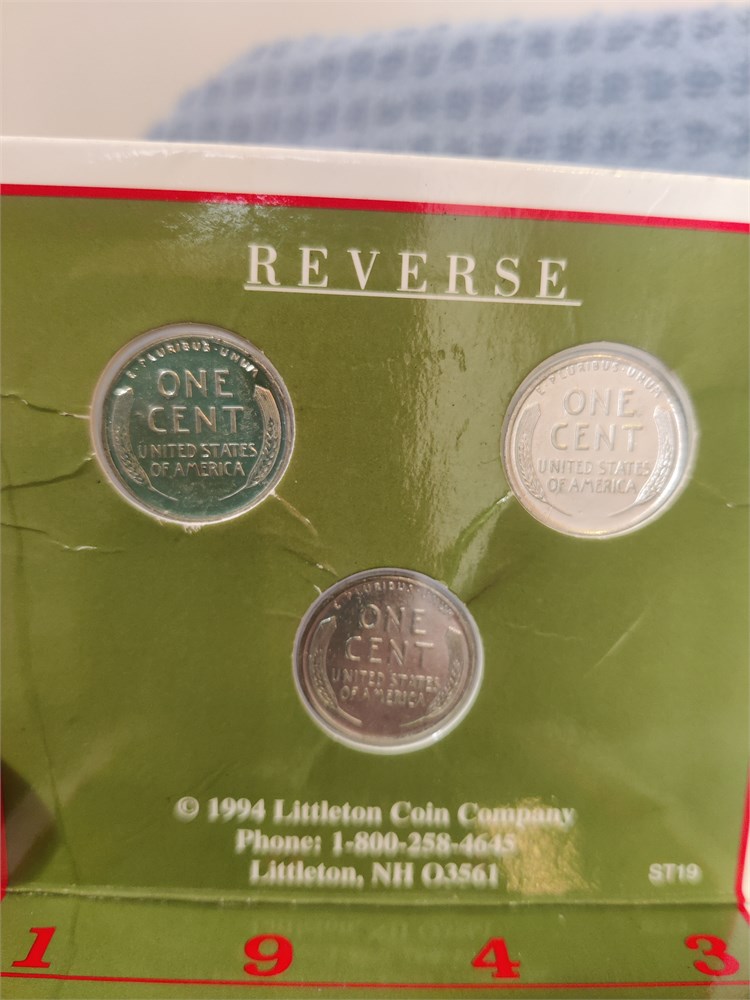 REVERSE
E·PLURIBUS·UNUM
ONE
CENT
UNITED STATES
OF AMERICA
E·PLURIBUS·UNUM
ONE
CENT
UNITED STATES
OF AMERICA
E·PLURIBUS·UNUM
ONE
CENT
UNITED STATES
OF AMERICA
© 1994 Littleton Coin Company
Phone: 1-800-258-4645
Littleton, NH 03561
ST19
1 9 4 3